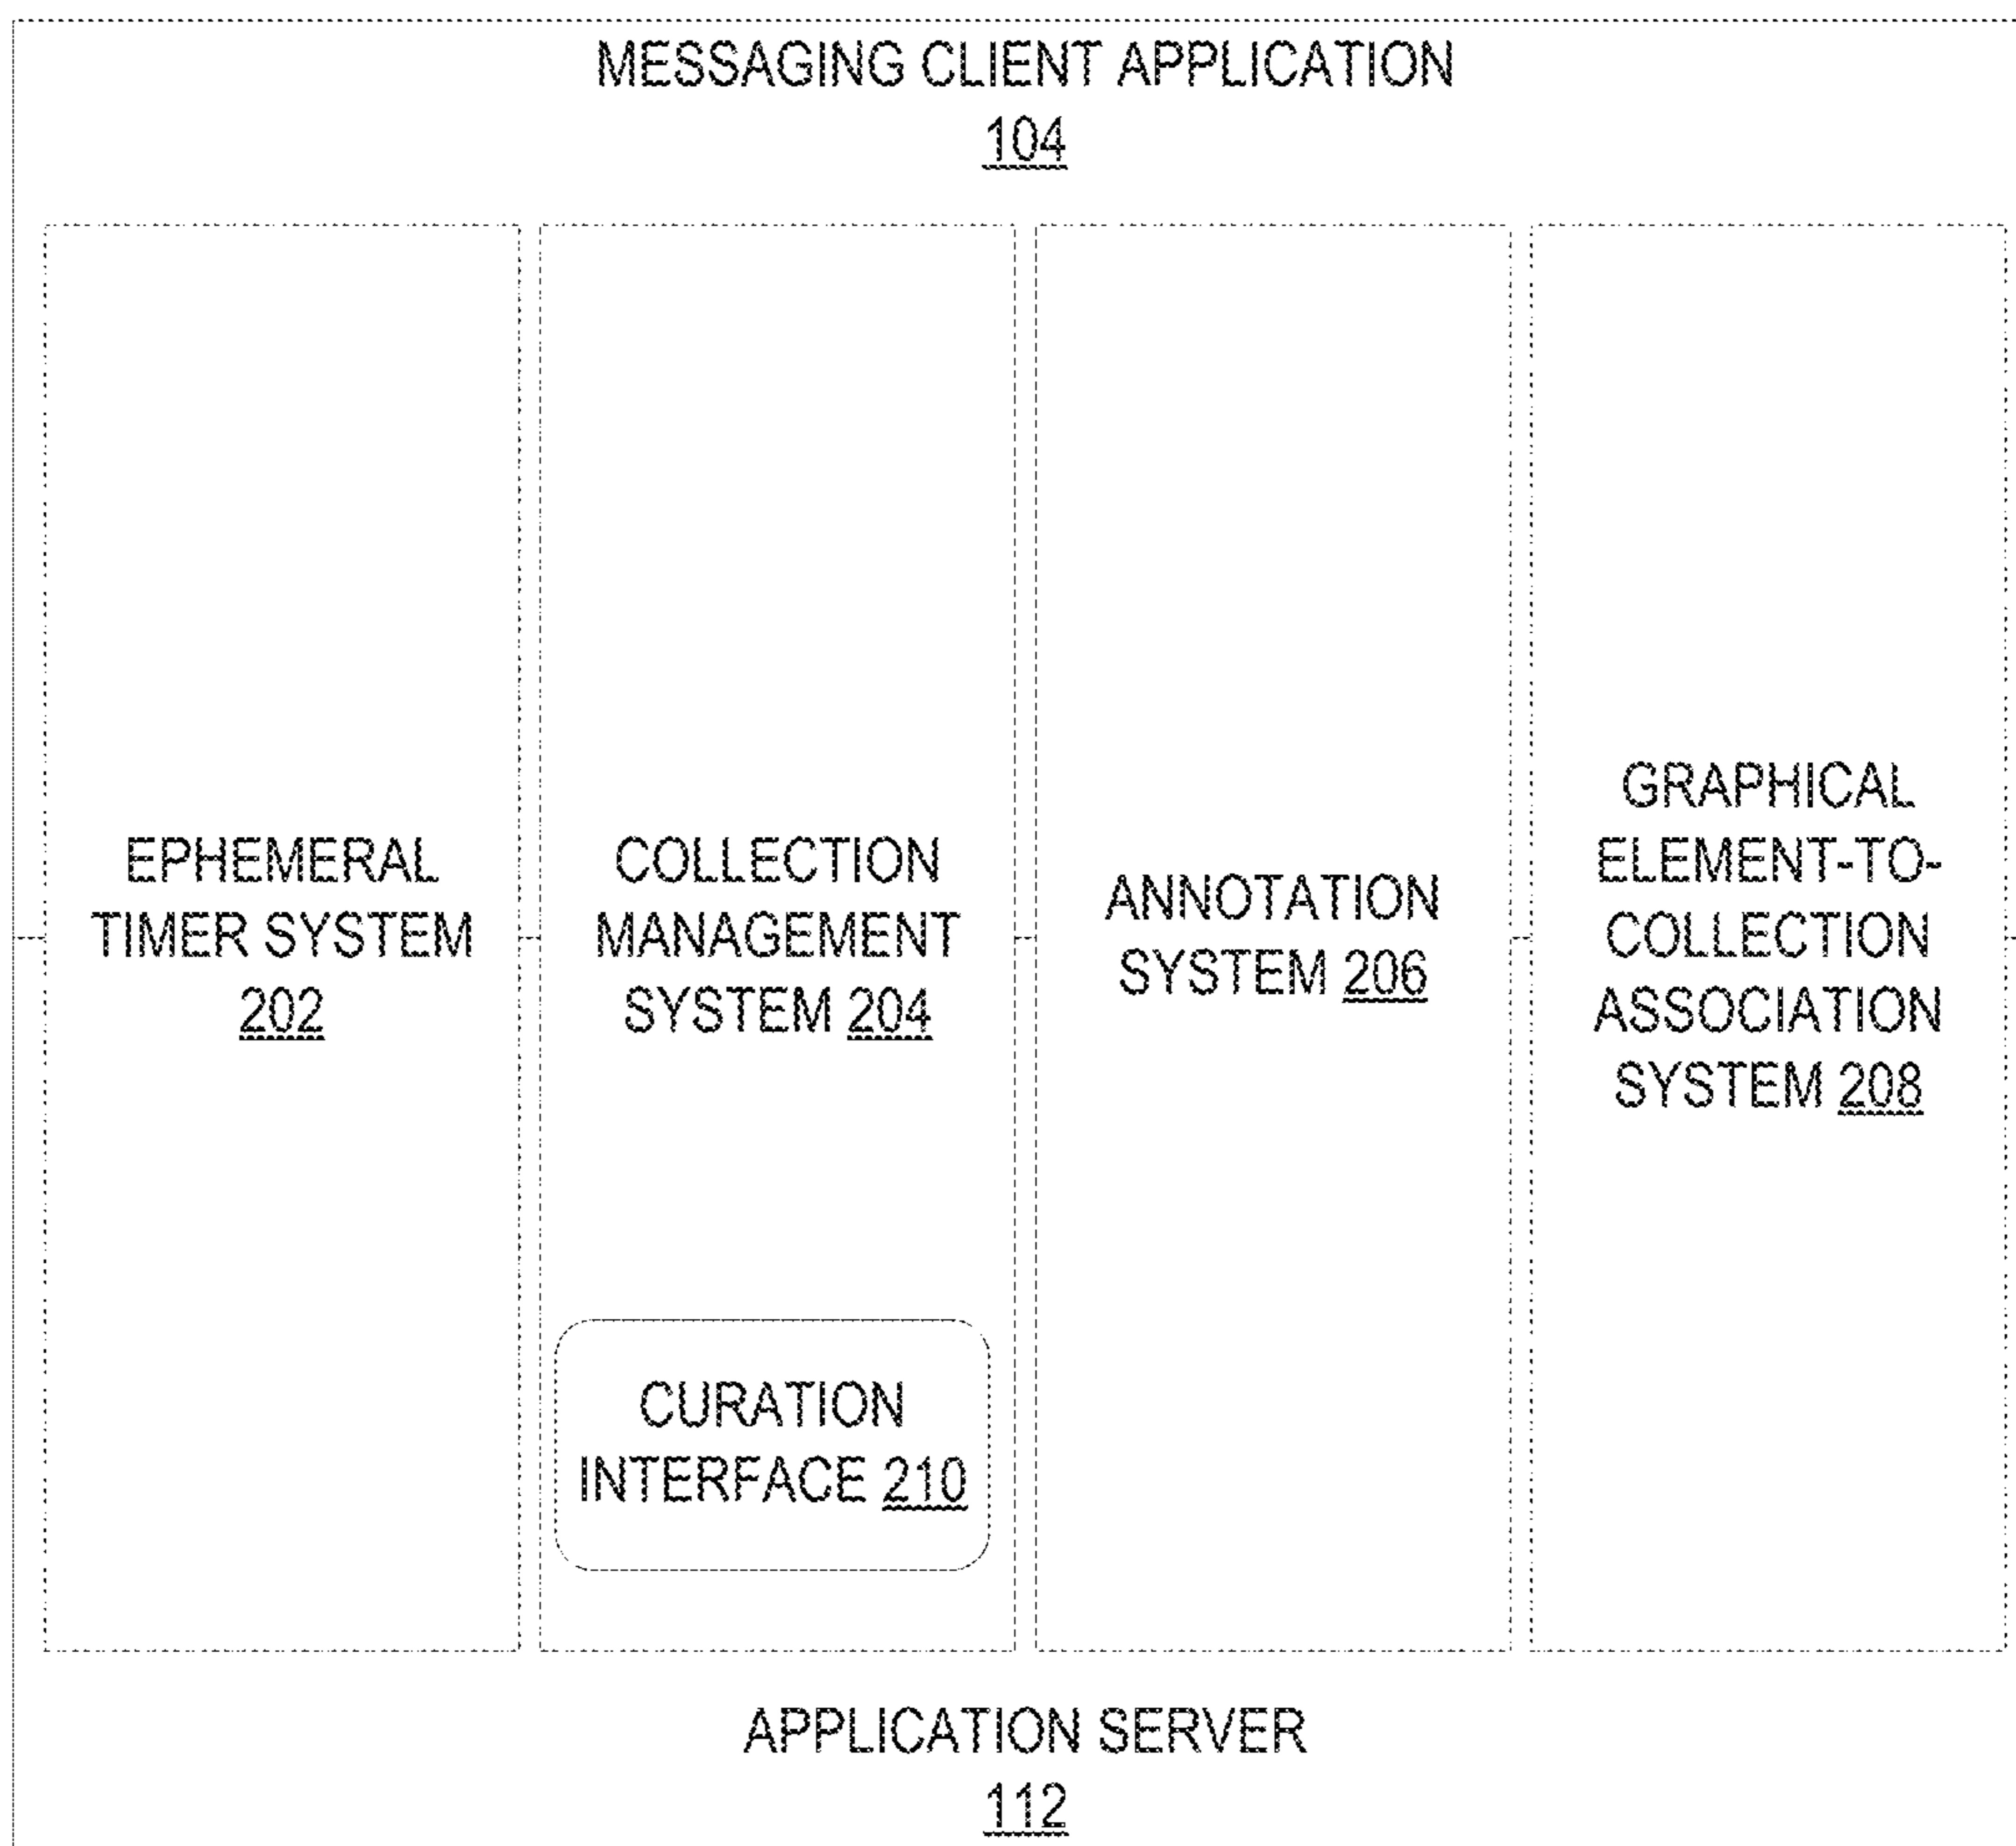 MESSAGING CLIENT APPLICATION
104
EPHEMERAL
TIMER SYSTEM
202
COLLECTION
MANAGEMENT
SYSTEM 204
CURATION
INTERFACE 210
ANNOTATION
SYSTEM 206
GRAPHICAL
ELEMENT-TO-
COLLECTION
ASSOCIATION
SYSTEM 208
APPLICATION SERVER
112